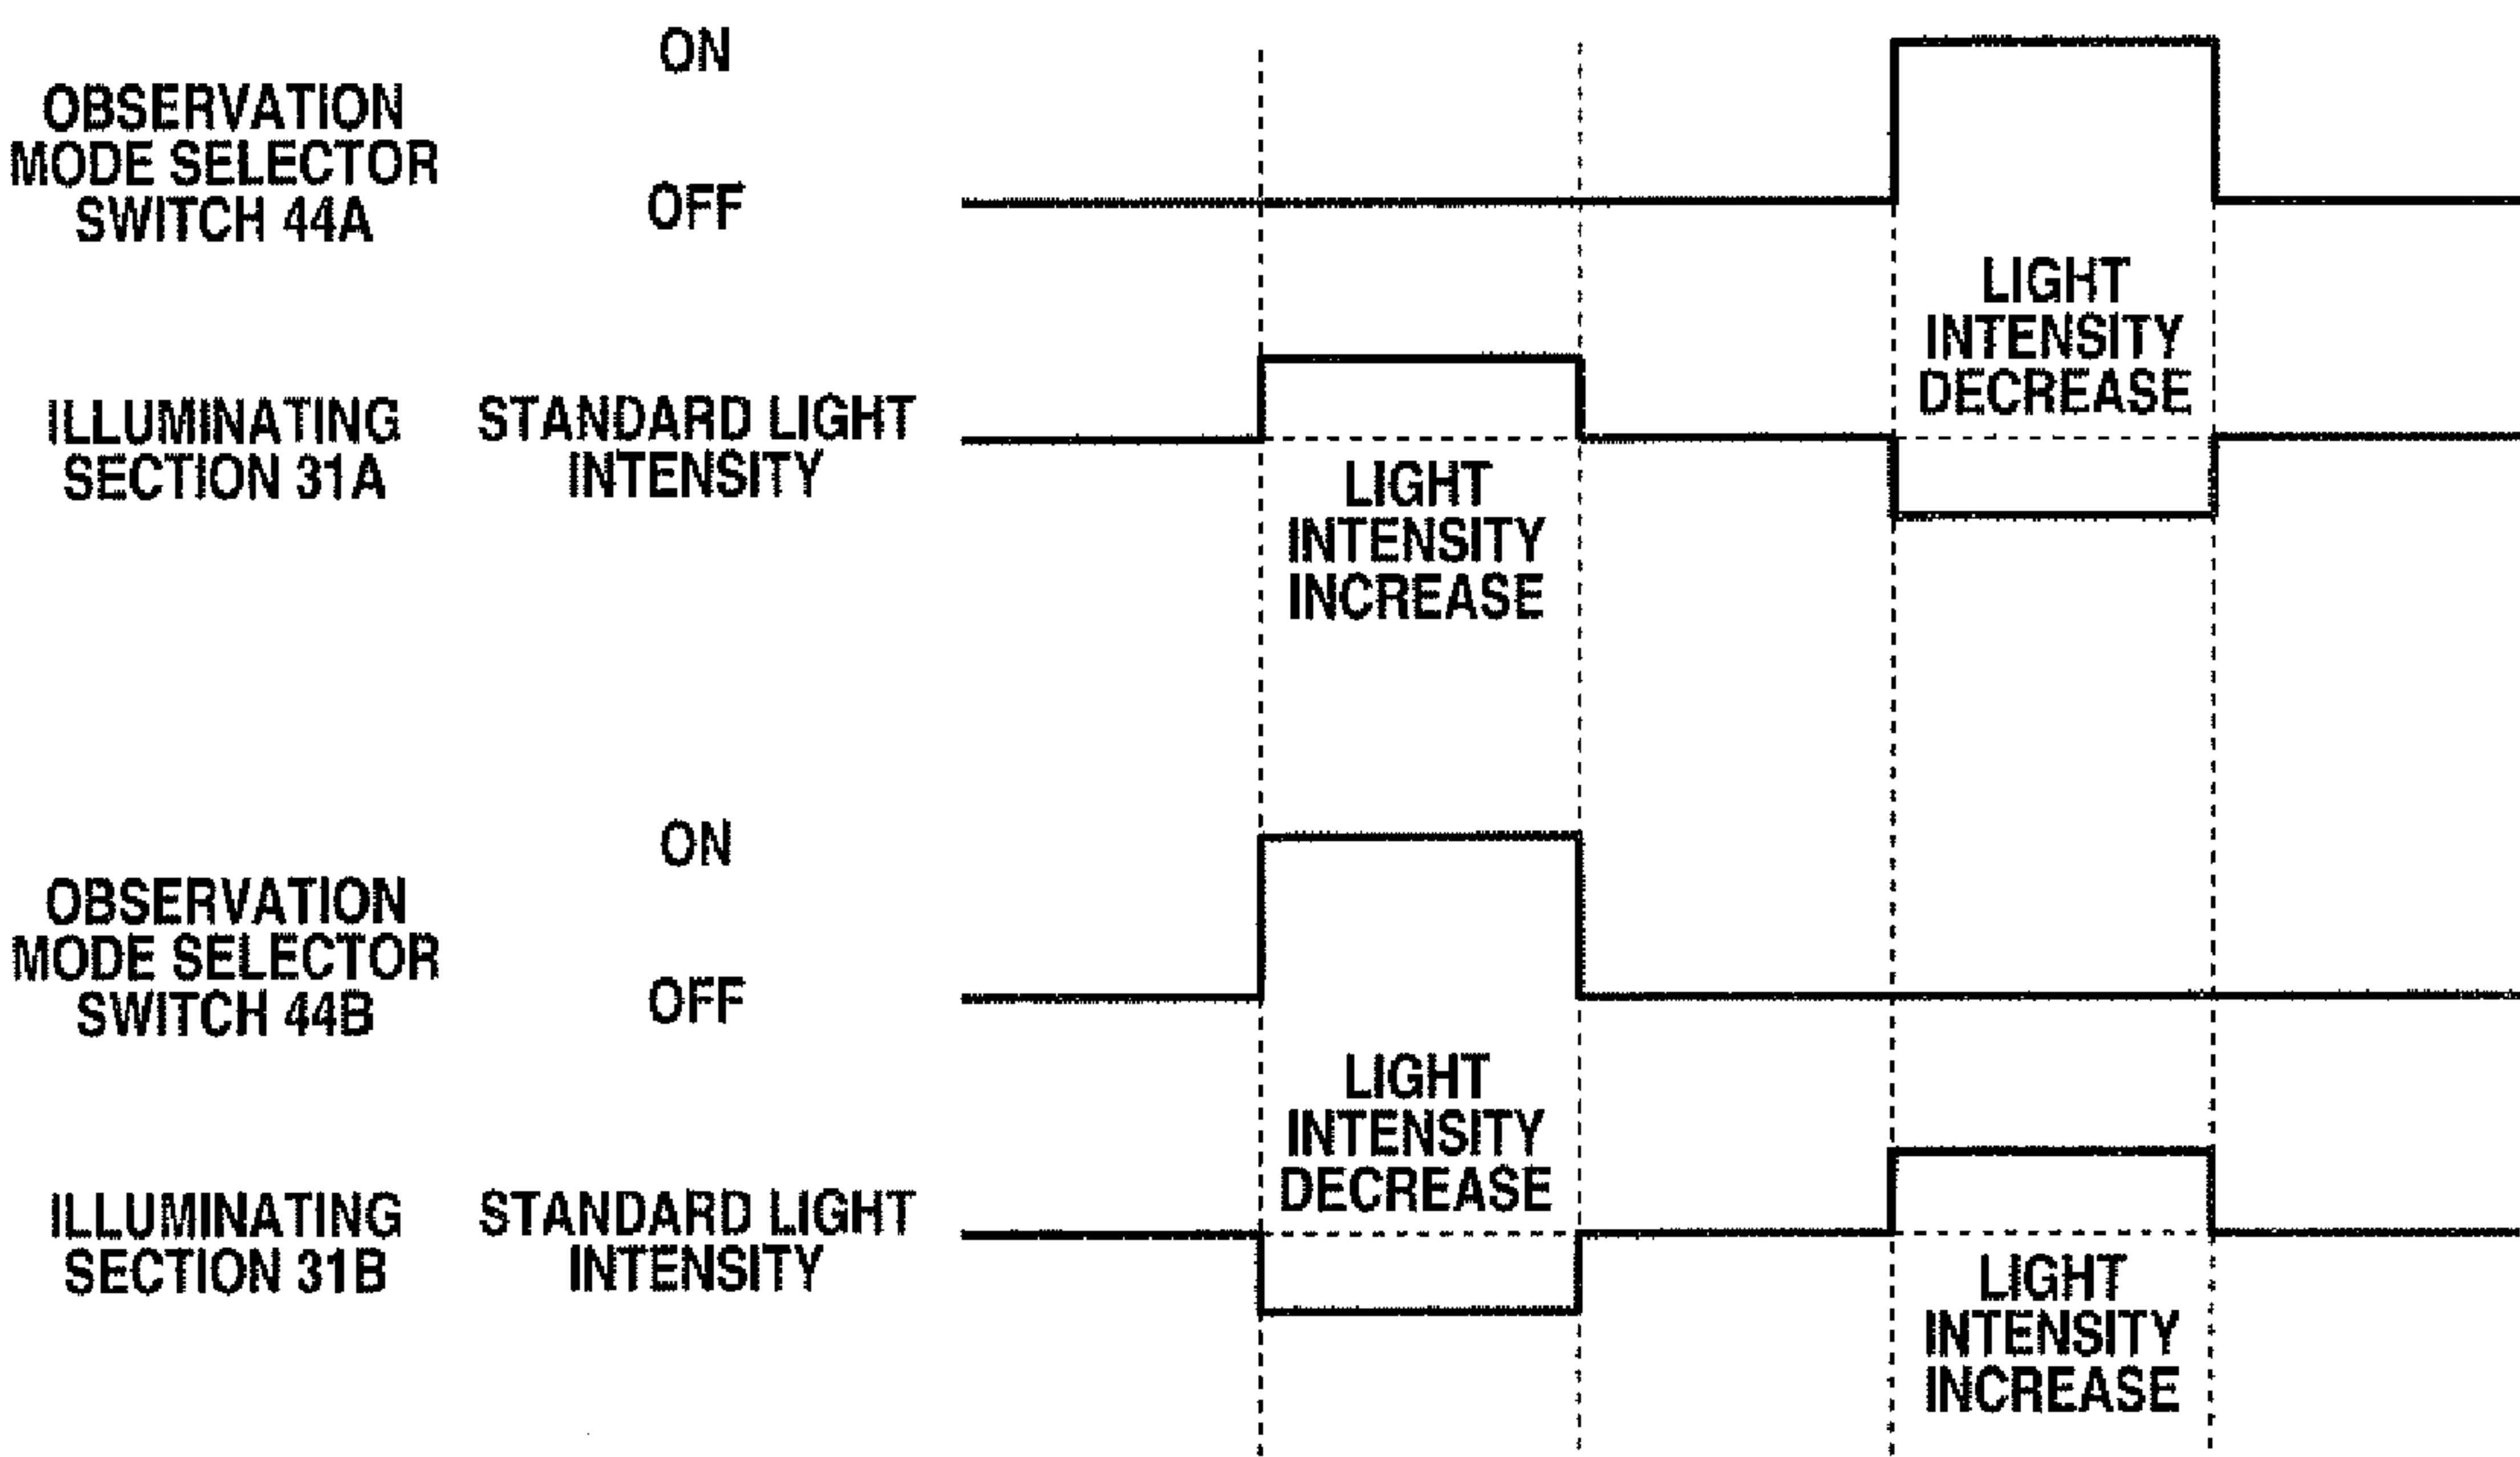 ON
OBSERVATION
MODE SELECTOR
SWITCH 44A
OFF
LIGHT
INTENSITY
DECREASE
ILLUMINATING
SECTION 31A
STANDARD LIGHT
INTENSITY
LIGHT
INTENSITY
INCREASE
ON
OBSERVATION
MODE SELECTOR
SWITCH 44B
OFF
LIGHT
INTENSITY
DECREASE
ILLUMINATING
SECTION 31B
STANDARD LIGHT
INTENSITY
LIGHT
INTENSITY
INCREASE